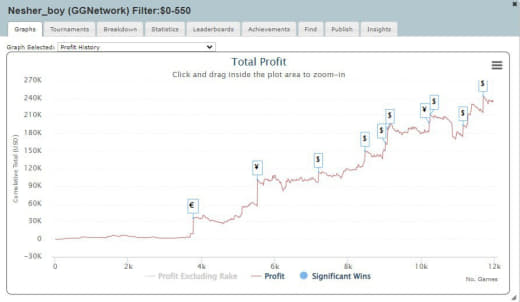 Nesher_boy (GGNetwork) Filter:$0-550
Graphs Tournaments Breakdown Statistics Leaderboards Achievements Find Publish Insights
Graph Selected: Profit History
Total Profit
Click and drag inside the plot area to zoom-in
270K
240K
210K
180K
150K
120K
90K
60K
30K
0
−30K
Cumulative Total (USD)
€
¥
$
$
$
$
¥
$
$
$
0 2k 4k 6k 8k 10k 12k
No. Games
Profit Excluding Rake Profit Significant Wins